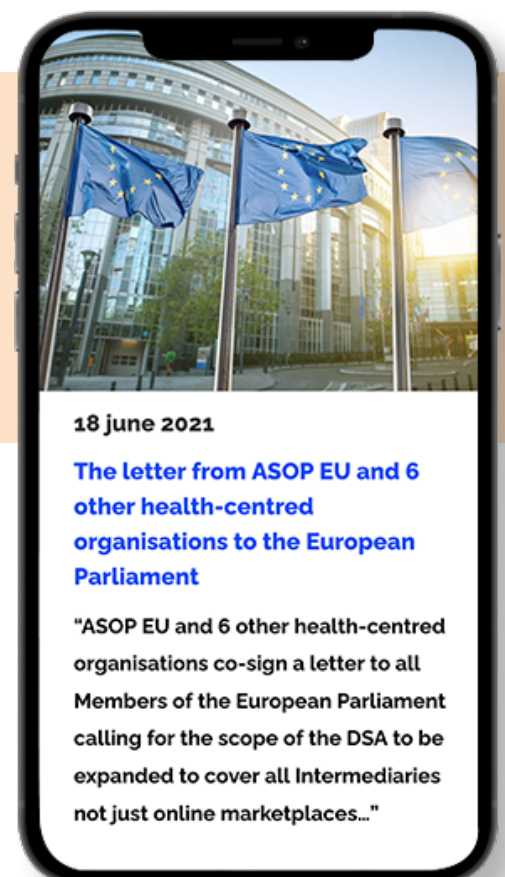 18 june 2021
The letter from ASOP EU and 6
other health-centred
organisations to the European
Parliament
“ASOP EU and 6 other health-centred
organisations co-sign a letter to all
Members of the European Parliament
calling for the scope of the DSA to be
expanded to cover all Intermediaries
not just online marketplaces…”